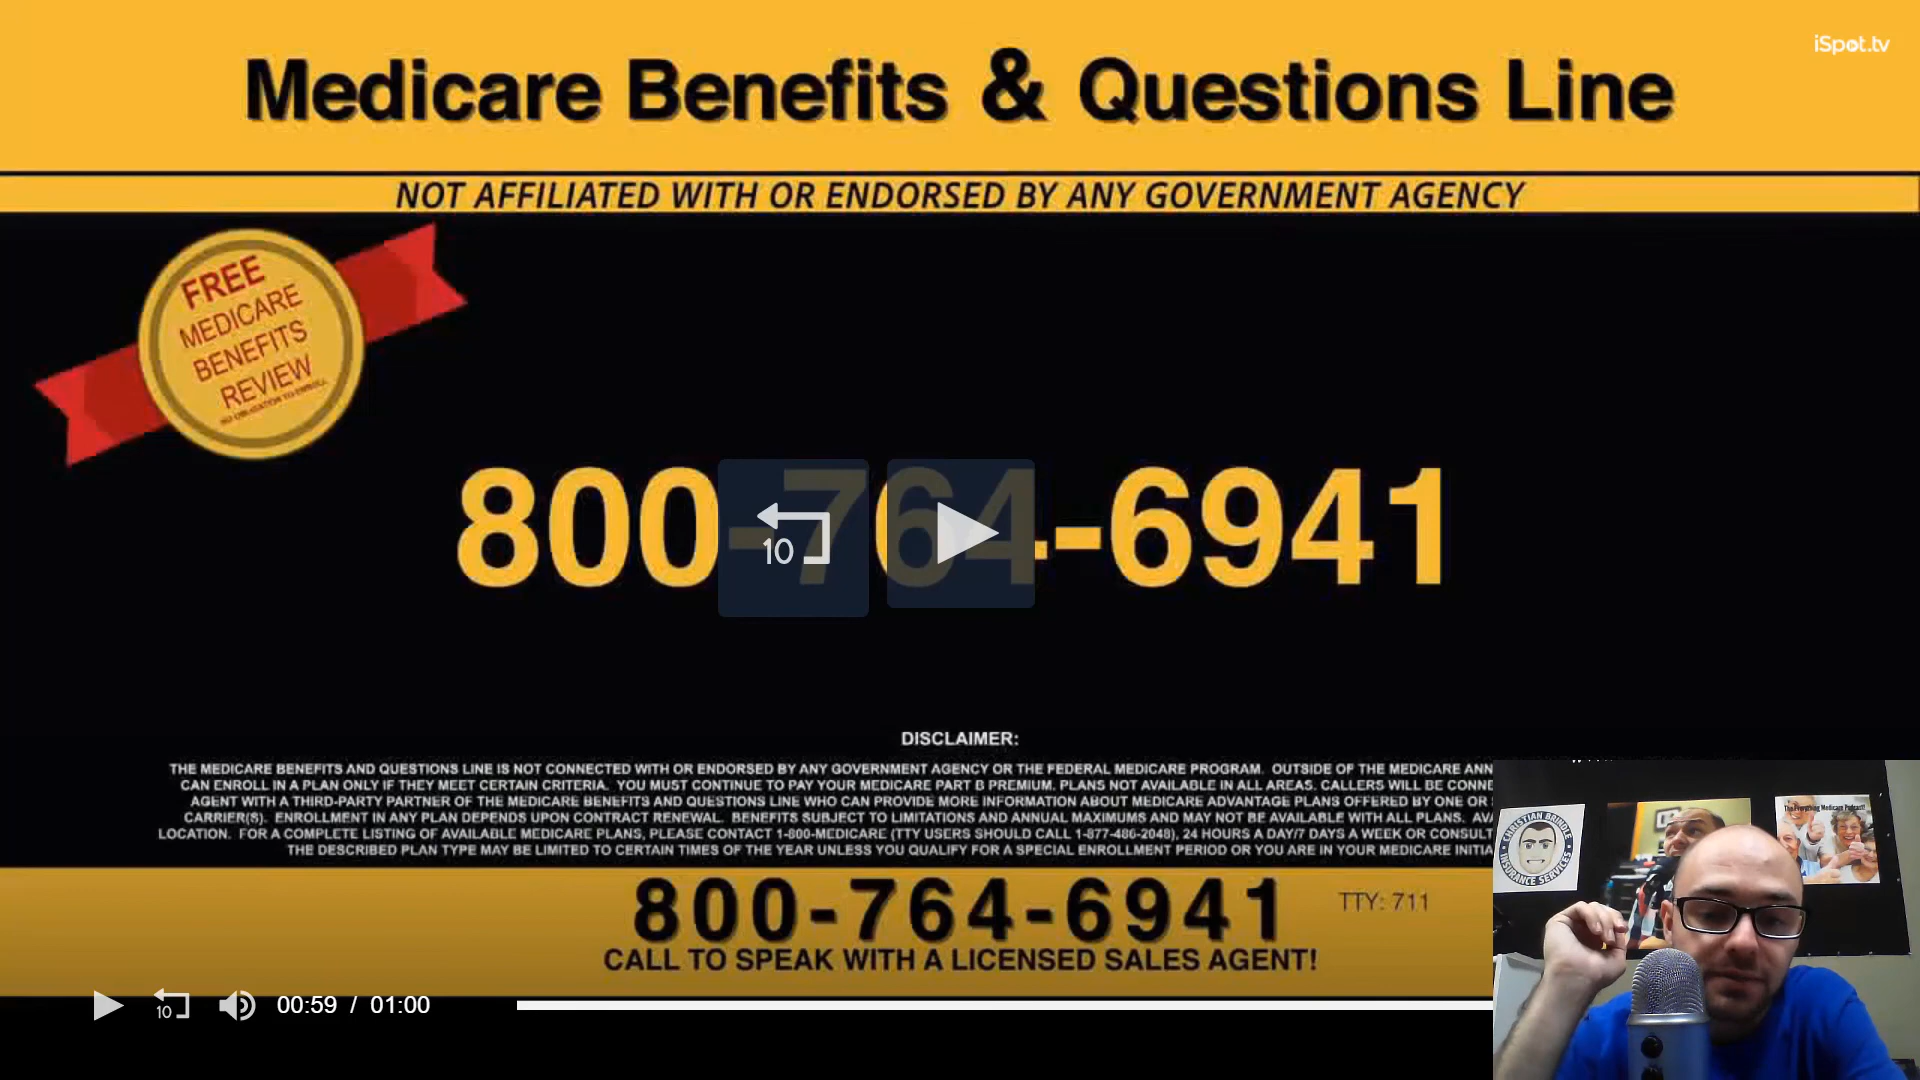 iSpot.tv
Medicare Benefits & Questions Line
NOT AFFILIATED WITH OR ENDORSED BY ANY GOVERNMENT AGENCY
FREE
MEDICARE
BENEFITS
REVIEW
NO OBLIGATION TO ENROLL
800-764-6941
10
DISCLAIMER:
THE MEDICARE BENEFITS AND QUESTIONS LINE IS NOT CONNECTED WITH OR ENDORSED BY ANY GOVERNMENT AGENCY OR THE FEDERAL MEDICARE PROGRAM. OUTSIDE OF THE MEDICARE ANN
CAN ENROLL IN A PLAN ONLY IF THEY MEET CERTAIN CRITERIA. YOU MUST CONTINUE TO PAY YOUR MEDICARE PART B PREMIUM. PLANS NOT AVAILABLE IN ALL AREAS. CALLERS WILL BE CONNE
AGENT WITH A THIRD-PARTY PARTNER OF THE MEDICARE BENEFITS AND QUESTIONS LINE WHO CAN PROVIDE MORE INFORMATION ABOUT MEDICARE ADVANTAGE PLANS OFFERED BY ONE OR
CARRIER(S). ENROLLMENT IN ANY PLAN DEPENDS UPON CONTRACT RENEWAL. BENEFITS SUBJECT TO LIMITATIONS AND ANNUAL MAXIMUMS AND MAY NOT BE AVAILABLE WITH ALL PLANS. AVA
LOCATION. FOR A COMPLETE LISTING OF AVAILABLE MEDICARE PLANS, PLEASE CONTACT 1-800-MEDICARE (TTY USERS SHOULD CALL 1-877-486-2048), 24 HOURS A DAY/7 DAYS A WEEK OR CONSULT
THE DESCRIBED PLAN TYPE MAY BE LIMITED TO CERTAIN TIMES OF THE YEAR UNLESS YOU QUALIFY FOR A SPECIAL ENROLLMENT PERIOD OR YOU ARE IN YOUR MEDICARE INITIA
The Everything Medicare Podcast!
CHRISTIAN BRINDLE
INSURANCE SERVICES
800-764-6941
TTY: 711
CALL TO SPEAK WITH A LICENSED SALES AGENT!
10
00:59 / 01:00